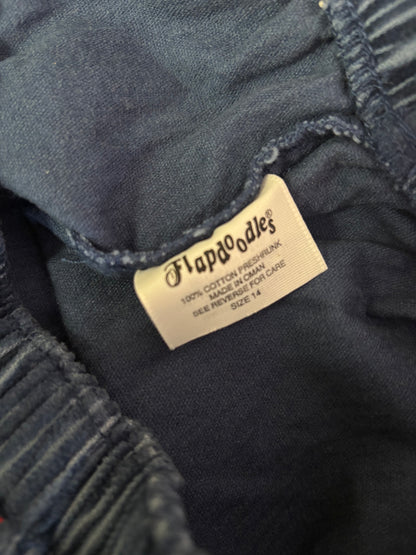 Flapdoodles®
100% COTTON PRESHRUNK
MADE IN OMAN
SEE REVERSE FOR CARE
SIZE 14